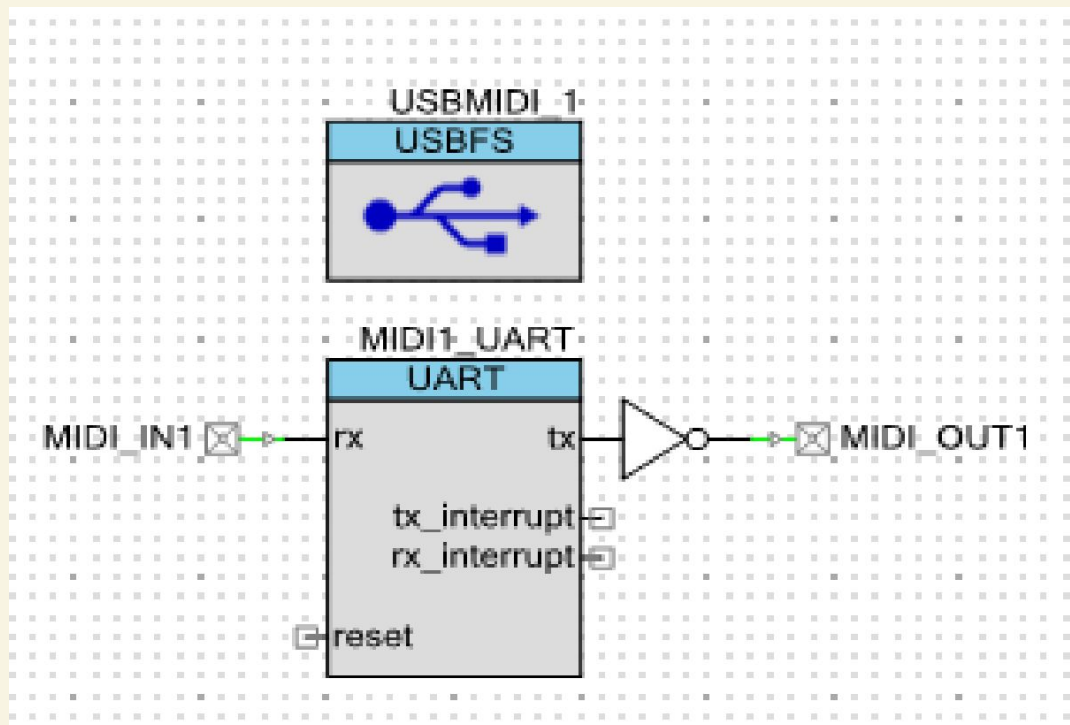 USBMIDI_1
USBFS
MIDI1_UART
UART
MIDI_IN1 rx tx MIDI_OUT1
tx_interrupt
rx_interrupt
reset